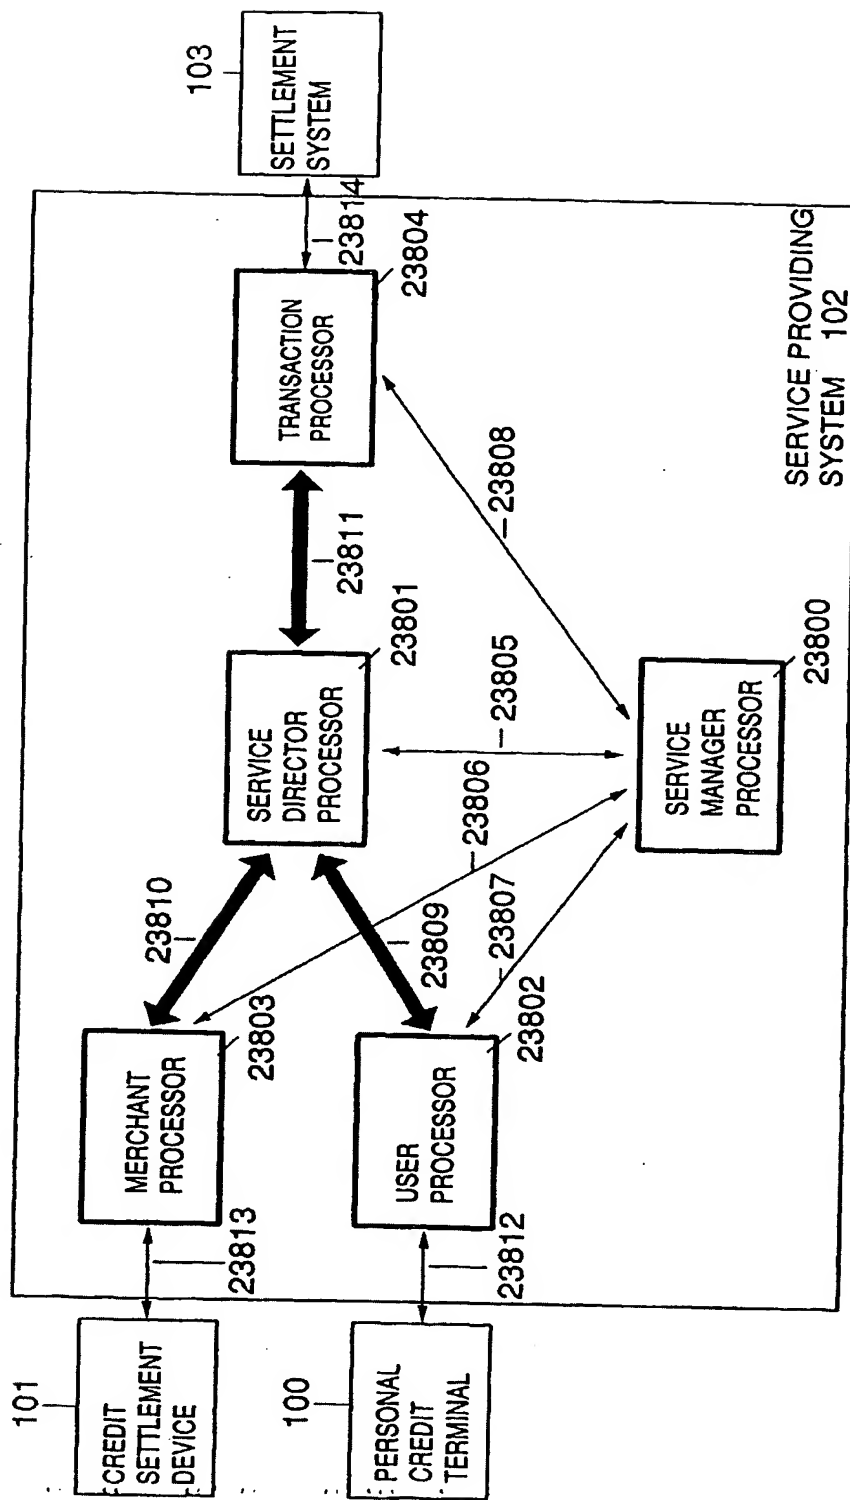 101
CREDIT
SETTLEMENT
DEVICE
23813
MERCHANT
PROCESSOR
23803
23810
100
PERSONAL
CREDIT
TERMINAL
23812
USER
PROCESSOR
23802
23809
23807
23806
SERVICE
DIRECTOR
PROCESSOR
23801
23805
23811
TRANSACTION
PROCESSOR
23804
23808
23814
103
SETTLEMENT
SYSTEM
SERVICE
MANAGER
PROCESSOR
23800
SERVICE PROVIDING
SYSTEM 102